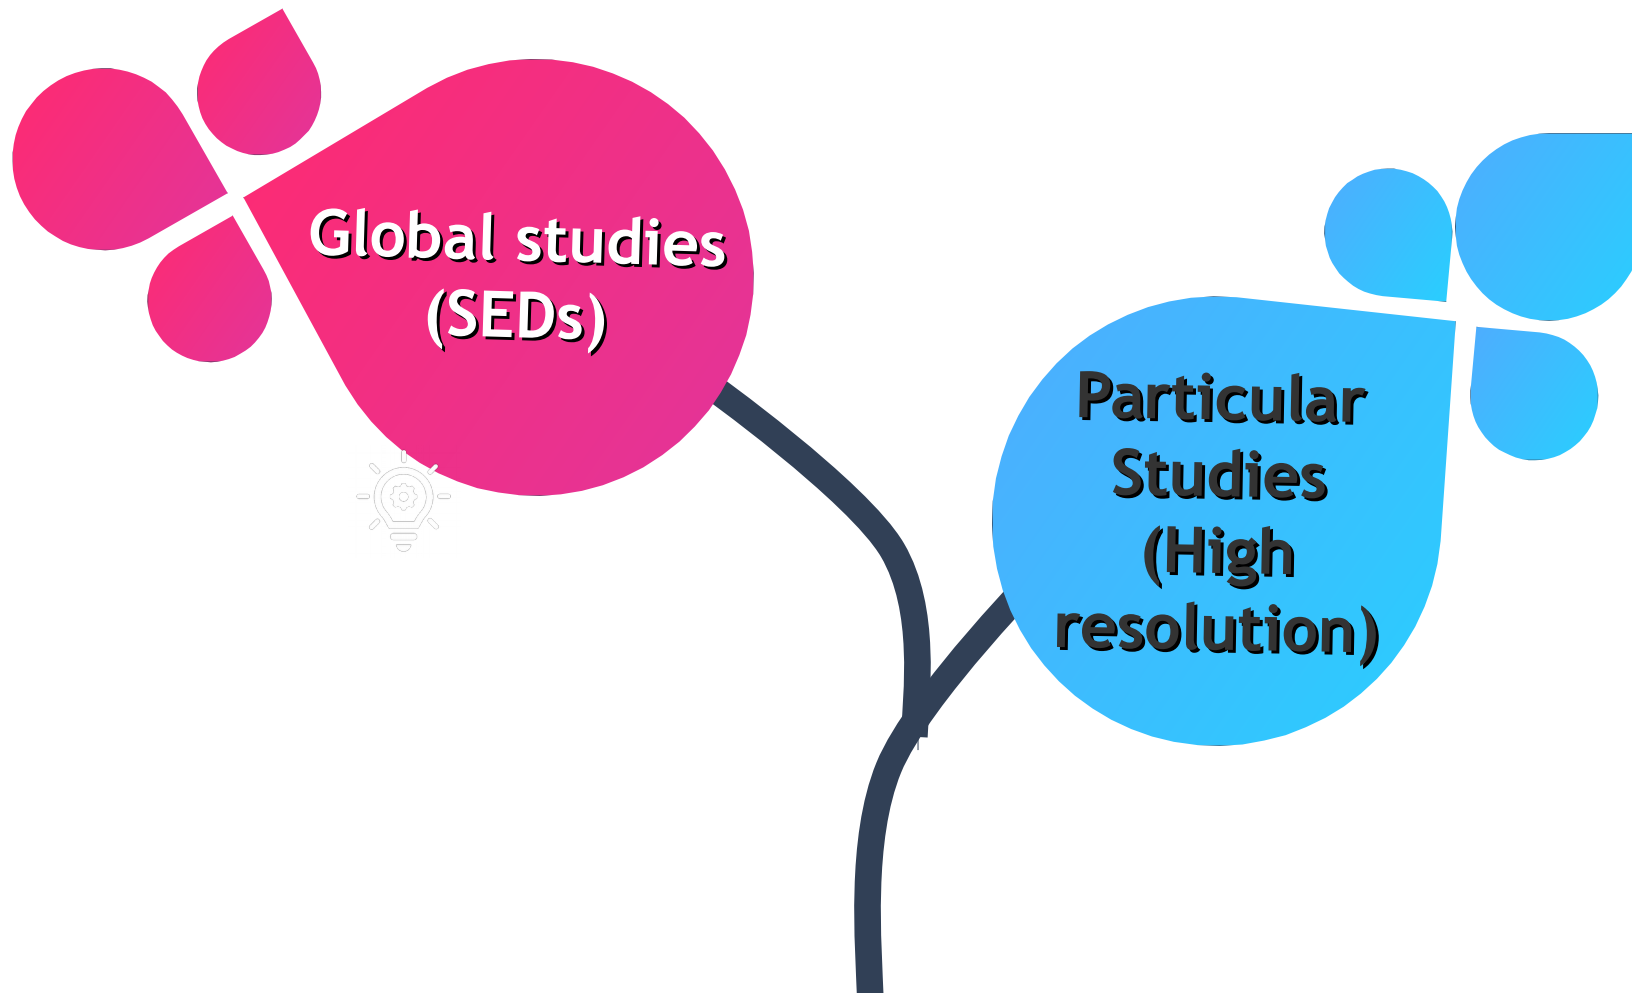 Global studies
(SEDs)
Particular
Studies
(High
resolution)